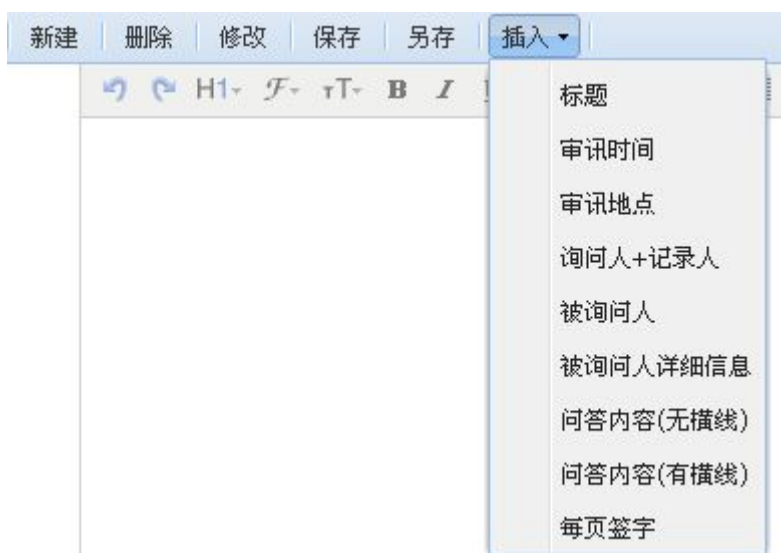 新建 删除 修改 保存 另存 插入
H1 F TT B I
标题
审讯时间
审讯地点
询问人+记录人
被询问人
被询问人详细信息
问答内容(无横线)
问答内容(有横线)
每页签字